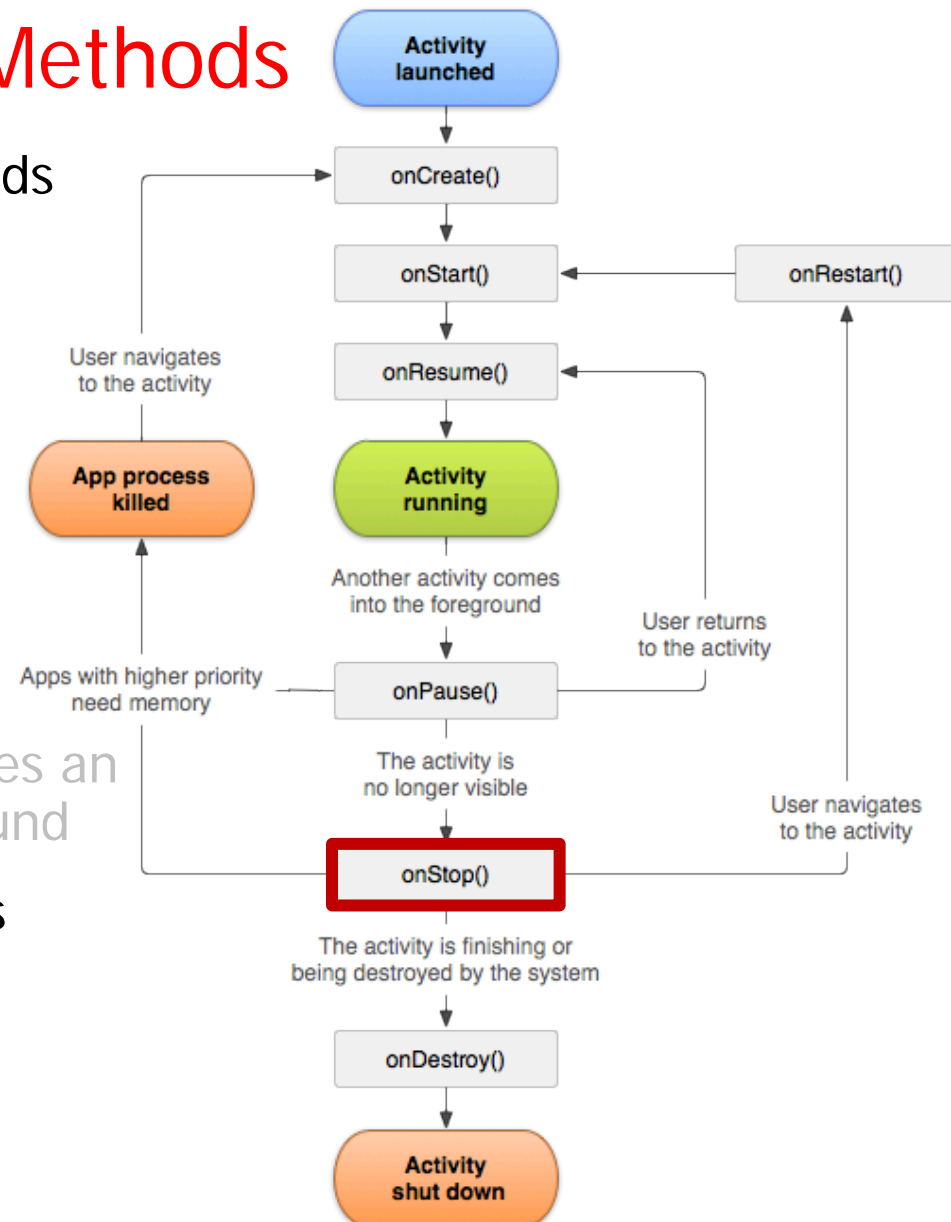 Methods
ds
es an
und
s
Activity
launched
onCreate()
onStart()
onRestart()
onResume()
User navigates
to the activity
App process
killed
Activity
running
Another activity comes
into the foreground
User returns
to the activity
Apps with higher priority
need memory
onPause()
The activity is
no longer visible
User navigates
to the activity
onStop()
The activity is finishing or
being destroyed by the system
onDestroy()
Activity
shut down